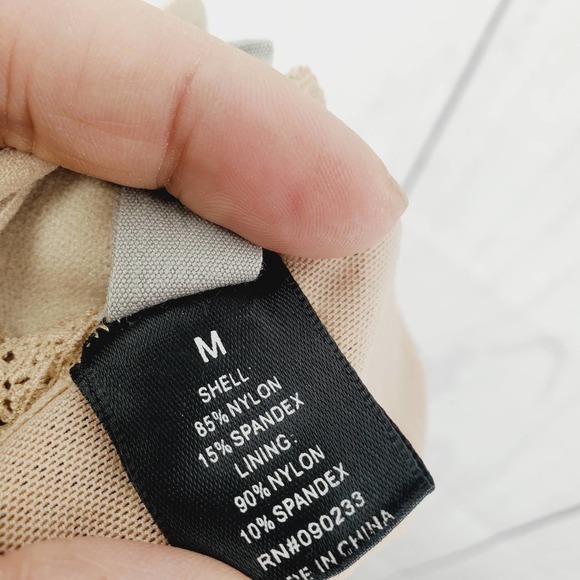 M
SHELL
85% NYLON
15% SPANDEX
LINING:
90% NYLON
10% SPANDEX
RN#090233
DE IN CHINA